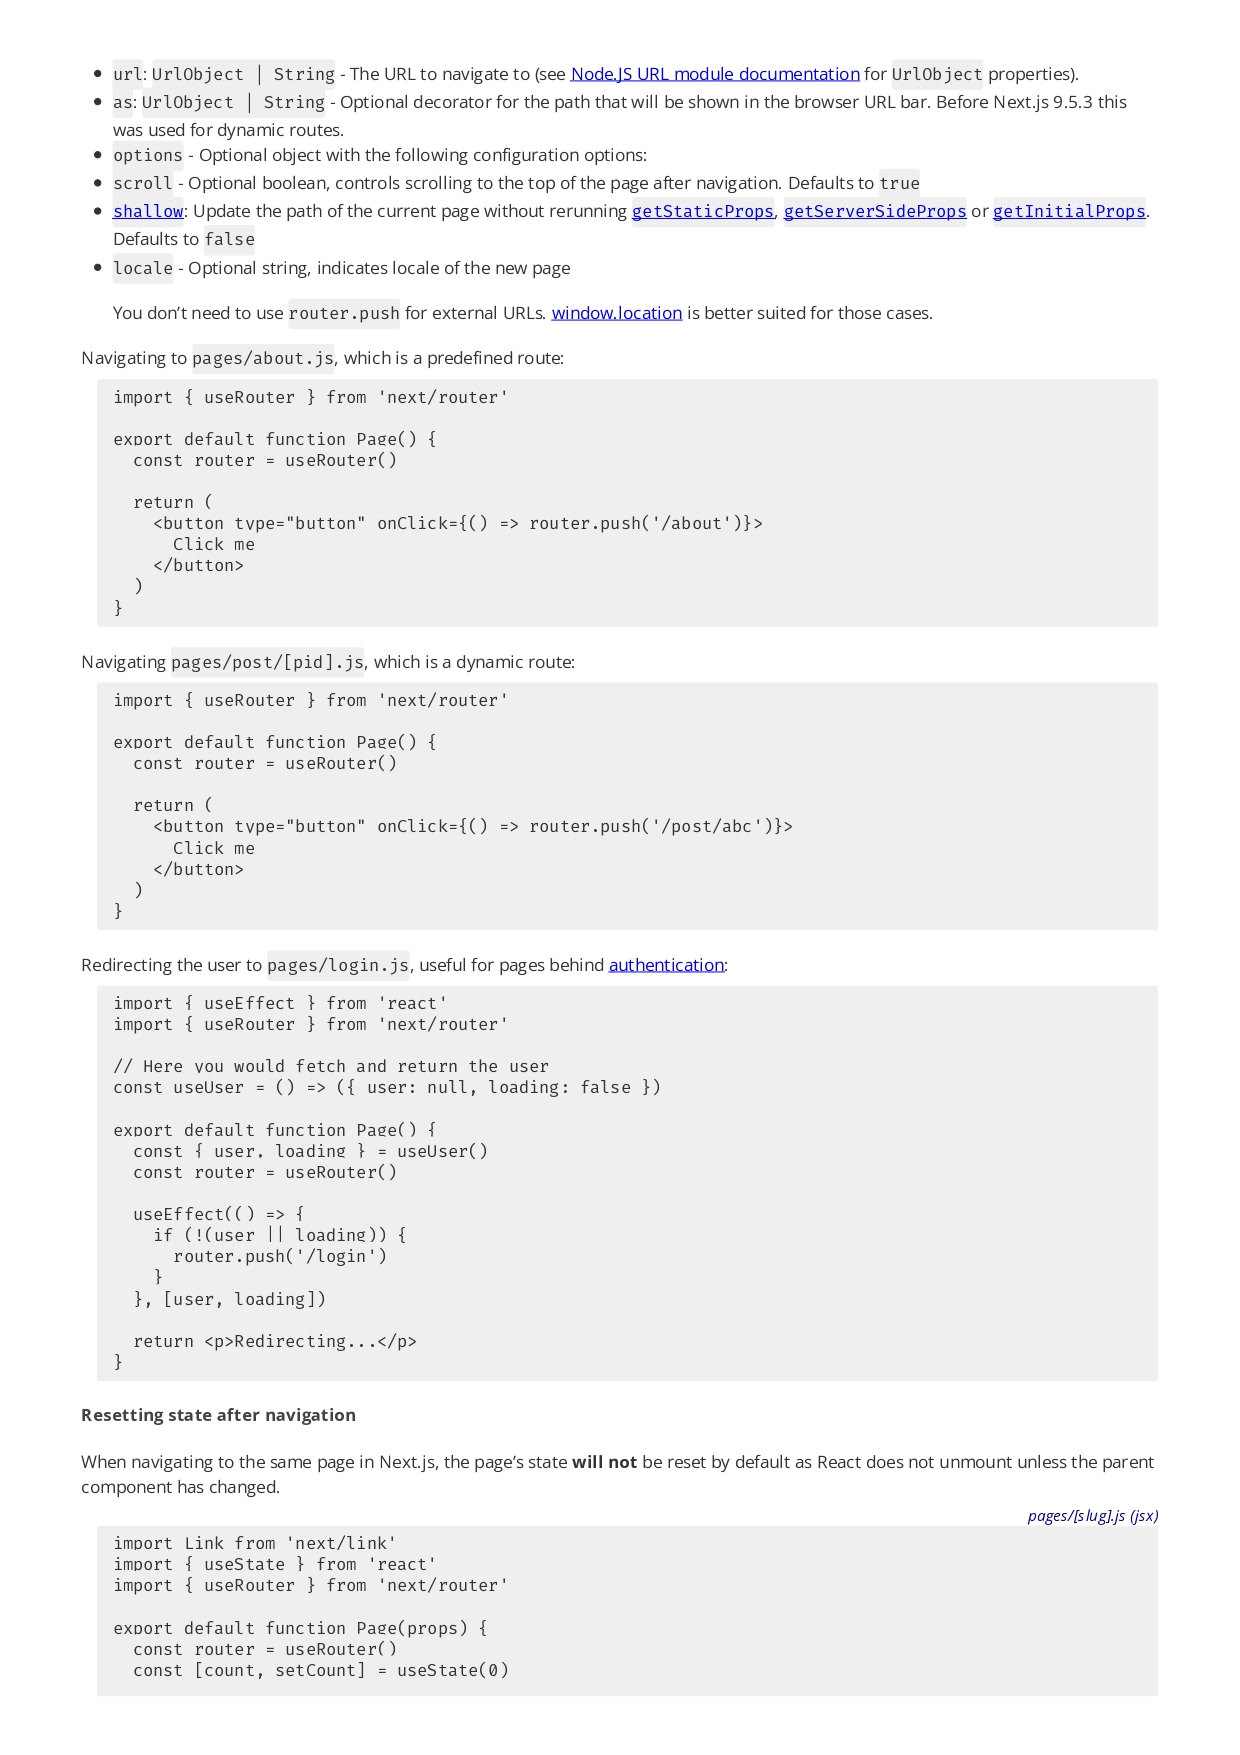 url: UrlObject | String - The URL to navigate to (see Node.JS URL module documentation for UrlObject properties).
as: UrlObject | String - Optional decorator for the path that will be shown in the browser URL bar. Before Next.js 9.5.3 this
was used for dynamic routes.
options - Optional object with the following configuration options:
scroll - Optional boolean, controls scrolling to the top of the page after navigation. Defaults to true
shallow: Update the path of the current page without rerunning getStaticProps, getServerSideProps or getInitialProps.
Defaults to false
locale - Optional string, indicates locale of the new page
You don’t need to use router.push for external URLs. window.location is better suited for those cases.
Navigating to pages/about.js, which is a predefined route:
import { useRouter } from 'next/router'
export default function Page() {
  const router = useRouter()
  return (
    <button type="button" onClick={() => router.push('/about')}>
      Click me
    </button>
  )
}
Navigating pages/post/[pid].js, which is a dynamic route:
import { useRouter } from 'next/router'
export default function Page() {
  const router = useRouter()
  return (
    <button type="button" onClick={() => router.push('/post/abc')}>
      Click me
    </button>
  )
}
Redirecting the user to pages/login.js, useful for pages behind authentication:
import { useEffect } from 'react'
import { useRouter } from 'next/router'
// Here you would fetch and return the user
const useUser = () => ({ user: null, loading: false })
export default function Page() {
  const { user, loading } = useUser()
  const router = useRouter()
  useEffect(() => {
    if (!(user || loading)) {
      router.push('/login')
    }
  }, [user, loading])
  return <p>Redirecting...</p>
}
Resetting state after navigation
When navigating to the same page in Next.js, the page’s state will not be reset by default as React does not unmount unless the parent
component has changed.
pages/[slug].js (jsx)
import Link from 'next/link'
import { useState } from 'react'
import { useRouter } from 'next/router'
export default function Page(props) {
  const router = useRouter()
  const [count, setCount] = useState(0)